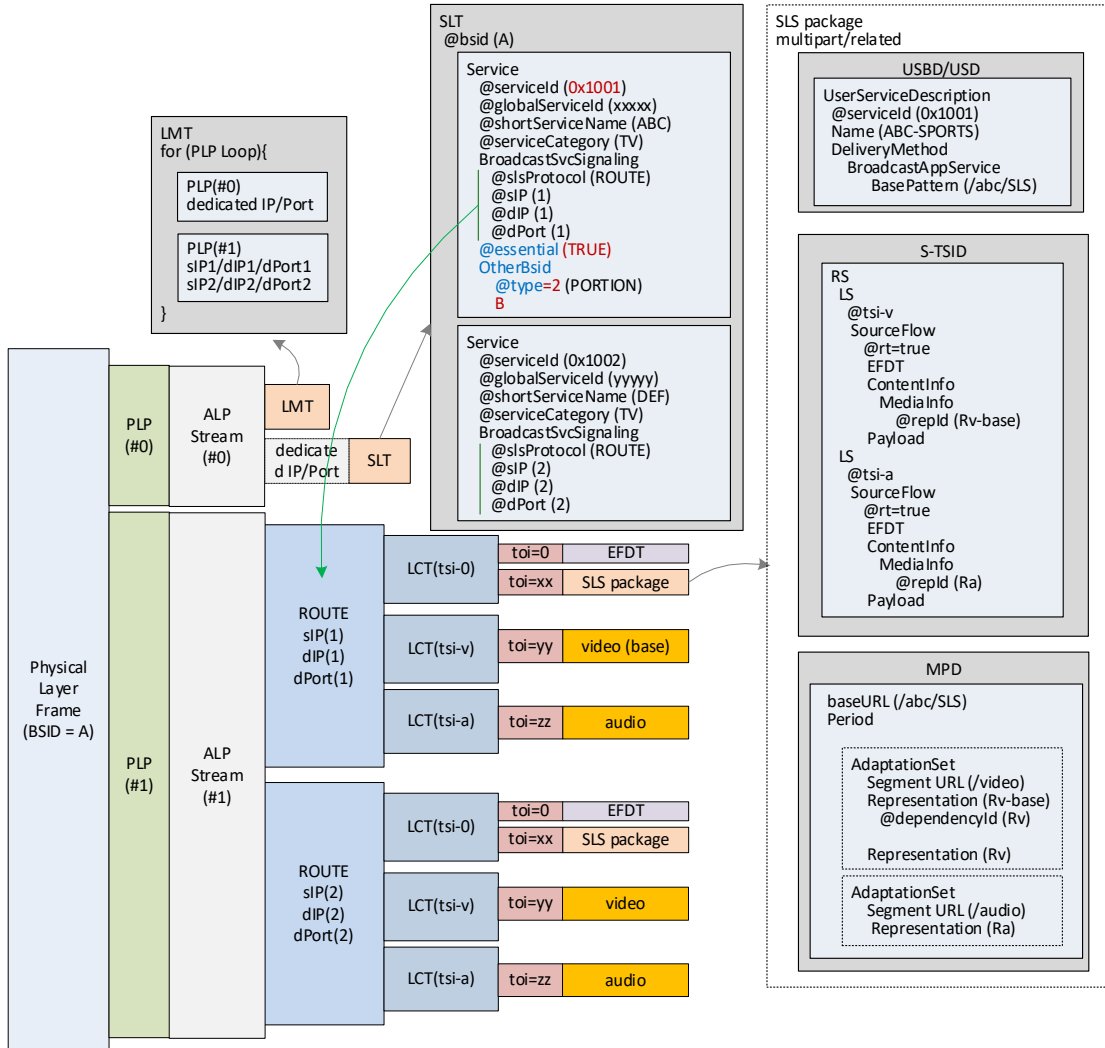 SLT
@bsid (A)
Service
@serviceId (0x1001)
@globalServiceId (xxxxx)
@shortServiceName (ABC)
@serviceCategory (TV)
BroadcastSvcSignaling
@slsProtocol (ROUTE)
@sIP (1)
@dIP (1)
@dPort (1)
@essential (TRUE)
OtherBsid
@type=2 (PORTION)
B
Service
@serviceId (0x1002)
@globalServiceId (yyyyy)
@shortServiceName (DEF)
@serviceCategory (TV)
BroadcastSvcSignaling
@slsProtocol (ROUTE)
@sIP (2)
@dIP (2)
@dPort (2)
LMT
for (PLP Loop){
PLP(#0)
dedicated IP/Port
PLP(#1)
sIP1/dIP1/dPort1
sIP2/dIP2/dPort2
}
Physical
Layer
Frame
(BSID = A)
PLP
(#0)
ALP
Stream
(#0)
LMT
dedicate
d IP/Port
SLT
PLP
(#1)
ALP
Stream
(#1)
ROUTE
sIP(1)
dIP(1)
dPort(1)
LCT(tsi-0)
toi=0
EFDT
toi=xx
SLS package
LCT(tsi-v)
toi=yy
video (base)
LCT(tsi-a)
toi=zz
audio
ROUTE
sIP(2)
dIP(2)
dPort(2)
LCT(tsi-0)
toi=0
EFDT
toi=xx
SLS package
LCT(tsi-v)
toi=yy
video
LCT(tsi-a)
toi=zz
audio
SLS package
multipart/related
USBD/USD
UserServiceDescription
@serviceId (0x1001)
Name (ABC-SPORTS)
DeliveryMethod
BroadcastAppService
BasePattern (/abc/SLS)
S-TSID
RS
LS
@tsi-v
SourceFlow
@rt=true
EFDT
ContentInfo
MediaInfo
@repId (Rv-base)
Payload
LS
@tsi-a
SourceFlow
@rt=true
EFDT
ContentInfo
MediaInfo
@repId (Ra)
Payload
MPD
baseURL (/abc/SLS)
Period
AdaptationSet
Segment URL (/video)
Representation (Rv-base)
@dependencyId (Rv)
Representation (Rv)
AdaptationSet
Segment URL (/audio)
Representation (Ra)